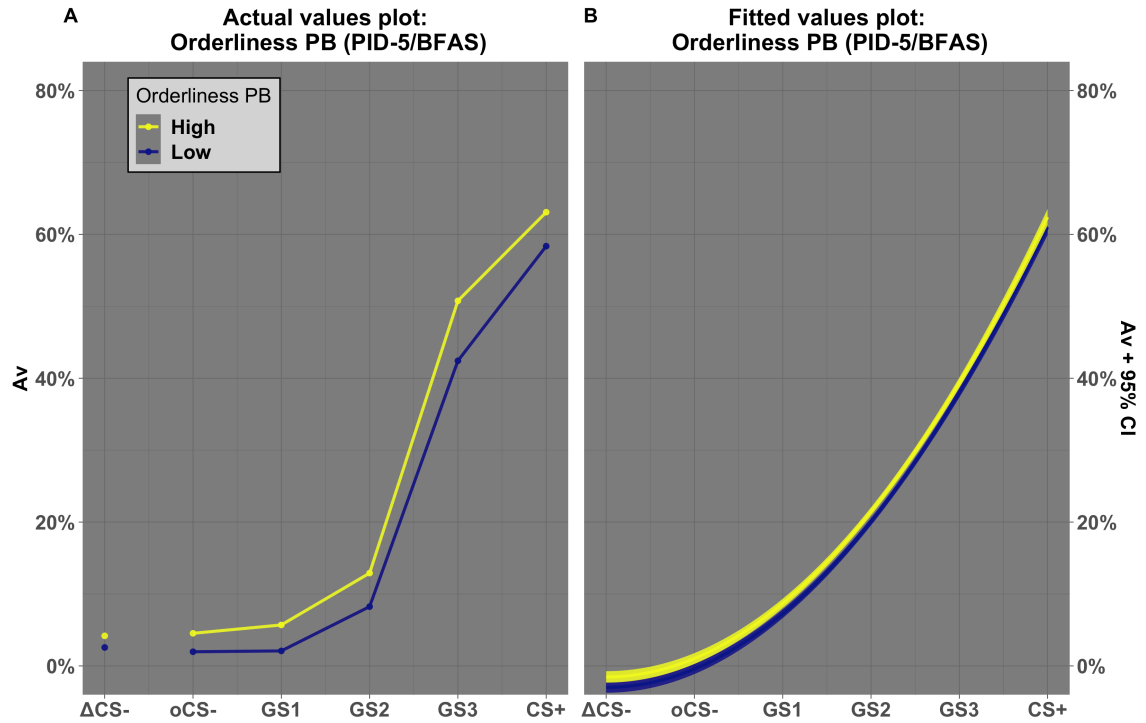 A
Actual values plot:
Orderliness PB (PID-5/BFAS)
Orderliness PB
High
Low
80%
60%
40%
20%
0%
Av
ΔCS-
oCS-
GS1
GS2
GS3
CS+
B
Fitted values plot:
Orderliness PB (PID-5/BFAS)
80%
60%
40%
20%
0%
Av + 95% CI
ΔCS-
oCS-
GS1
GS2
GS3
CS+